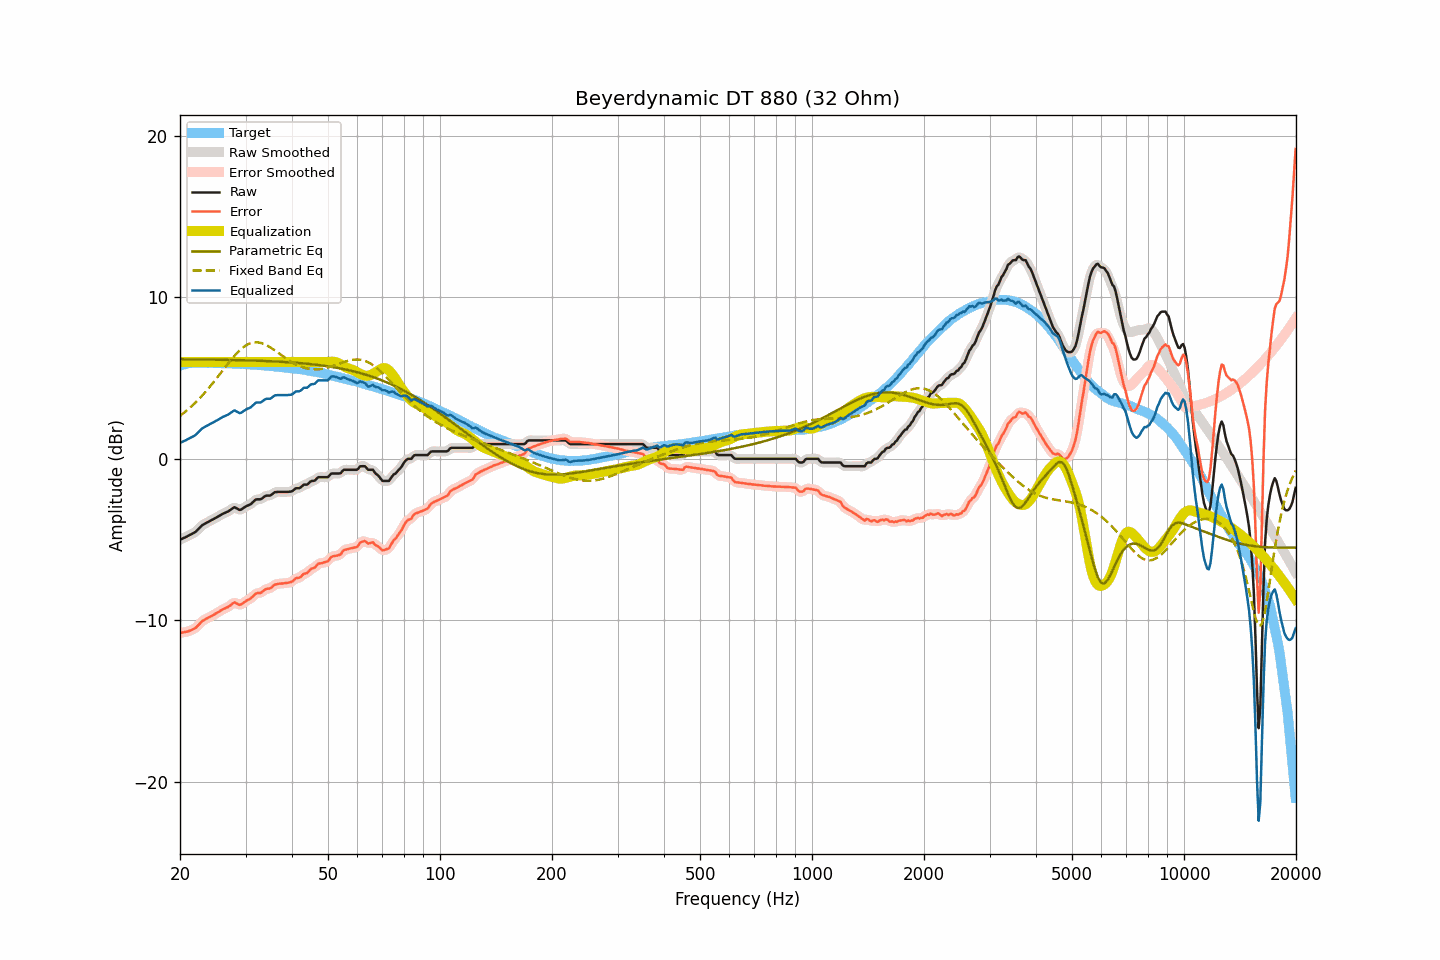 Beyerdynamic DT 880 (32 Ohm)
Target
Raw Smoothed
Error Smoothed
Raw
Error
Equalization
Parametric Eq
Fixed Band Eq
Equalized
20
10
0
−10
−20
Amplitude (dBr)
20 50 100 200 500 1000 2000 5000 10000 20000
Frequency (Hz)